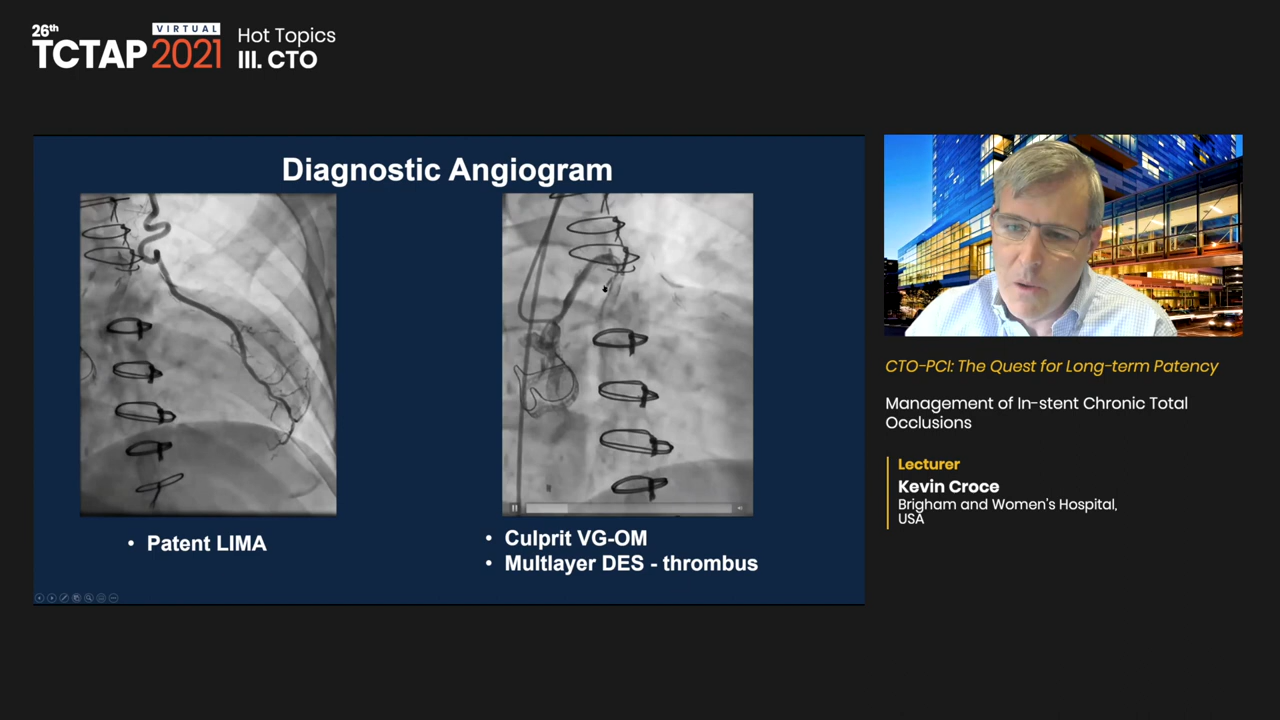 26th
TCTAP
VIRTUAL
2021
Hot Topics
III. CTO
Diagnostic Angiogram
• Patent LIMA
• Culprit VG-OM
• Multlayer DES - thrombus
CTO-PCI: The Quest for Long-term Patency
Management of In-stent Chronic Total
Occlusions
Lecturer
Kevin Croce
Brigham and Women's Hospital,
USA